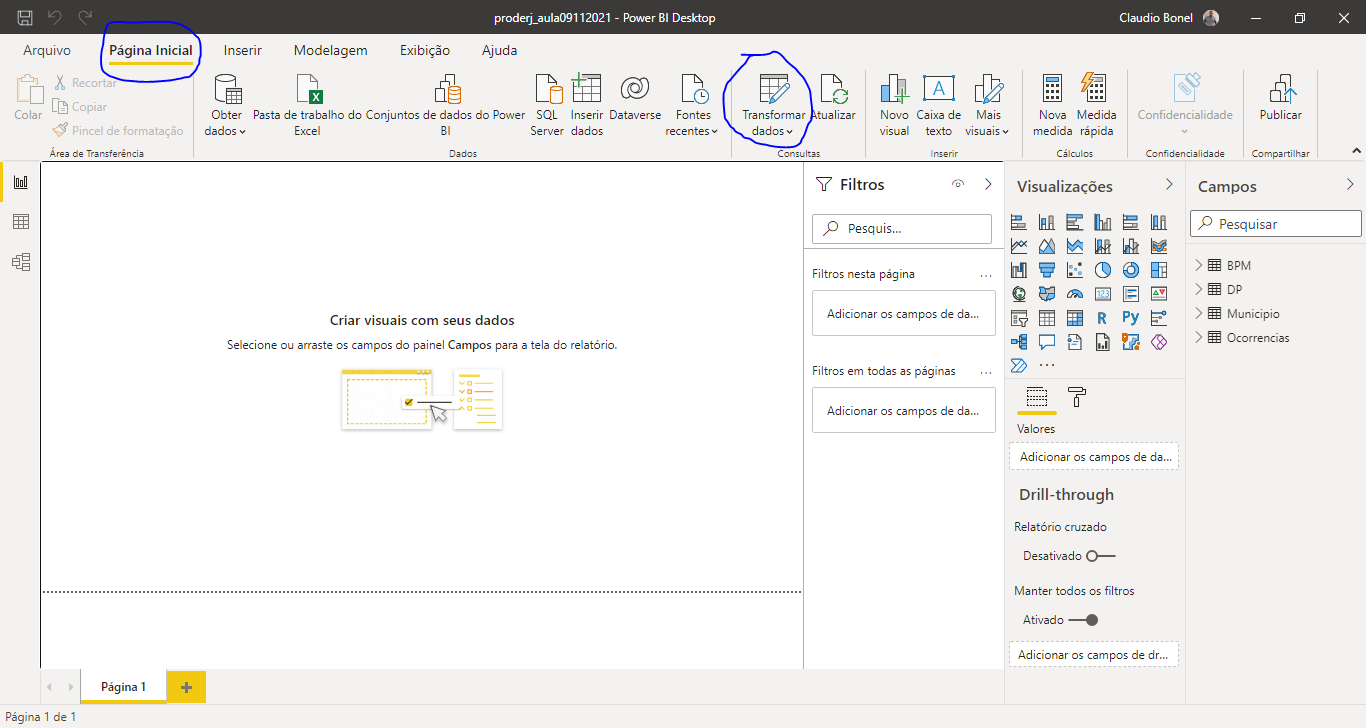 proderj_aula09112021 - Power BI Desktop
Claudio Bonel
Arquivo
Página Inicial
Inserir
Modelagem
Exibição
Ajuda
Colar
Recortar
Copiar
Pincel de formatação
Área de Transferência
Obter
dados
Pasta de trabalho do
Excel
Conjuntos de dados do Power
BI
SQL
Server
Inserir
dados
Dataverse
Fontes
recentes
Dados
Transformar
dados
Atualizar
Consultas
Novo
visual
Caixa de
texto
Mais
visuais
Inserir
Nova
medida
Medida
rápida
Cálculos
Confidencialidade
Confidencialidade
Publicar
Compartilhar
Criar visuais com seus dados
Selecione ou arraste os campos do painel Campos para a tela do relatório.
Filtros
Pesquis...
Filtros nesta página
Adicionar os campos de da...
Filtros em todas as páginas
Adicionar os campos de da...
Visualizações
123
R
Py
Valores
Adicionar os campos de da...
Drill-through
Relatório cruzado
Desativado
Manter todos os filtros
Ativado
Adicionar os campos de dr...
Campos
Pesquisar
BPM
DP
Municipio
Ocorrencias
Página 1
Página 1 de 1